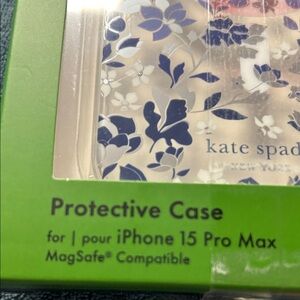 kate spad
NEW YORK
Protective Case
for | pour iPhone 15 Pro Max
MagSafe® Compatible